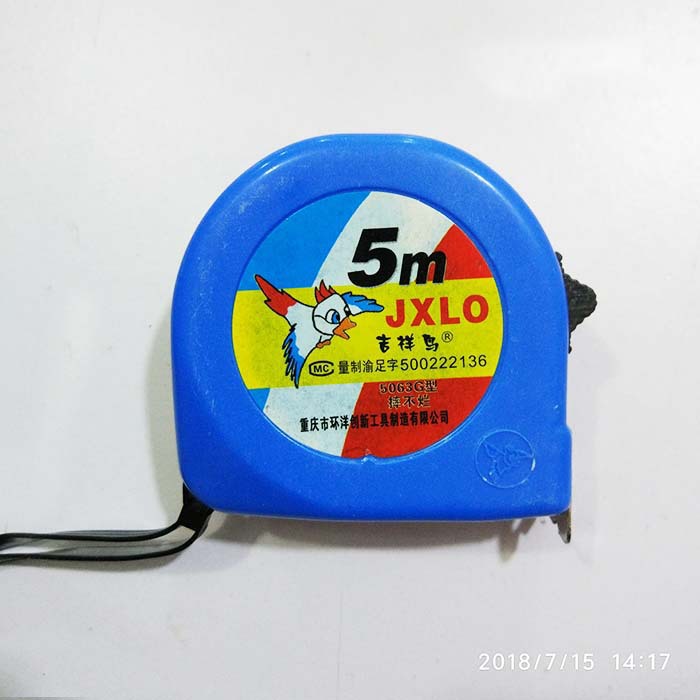 5m
JXLO
吉祥鸟®
MC 量制渝足字500222136
5063G型
摔不烂
重庆市环洋创新工具制造有限公司
2018/7/15 14:17